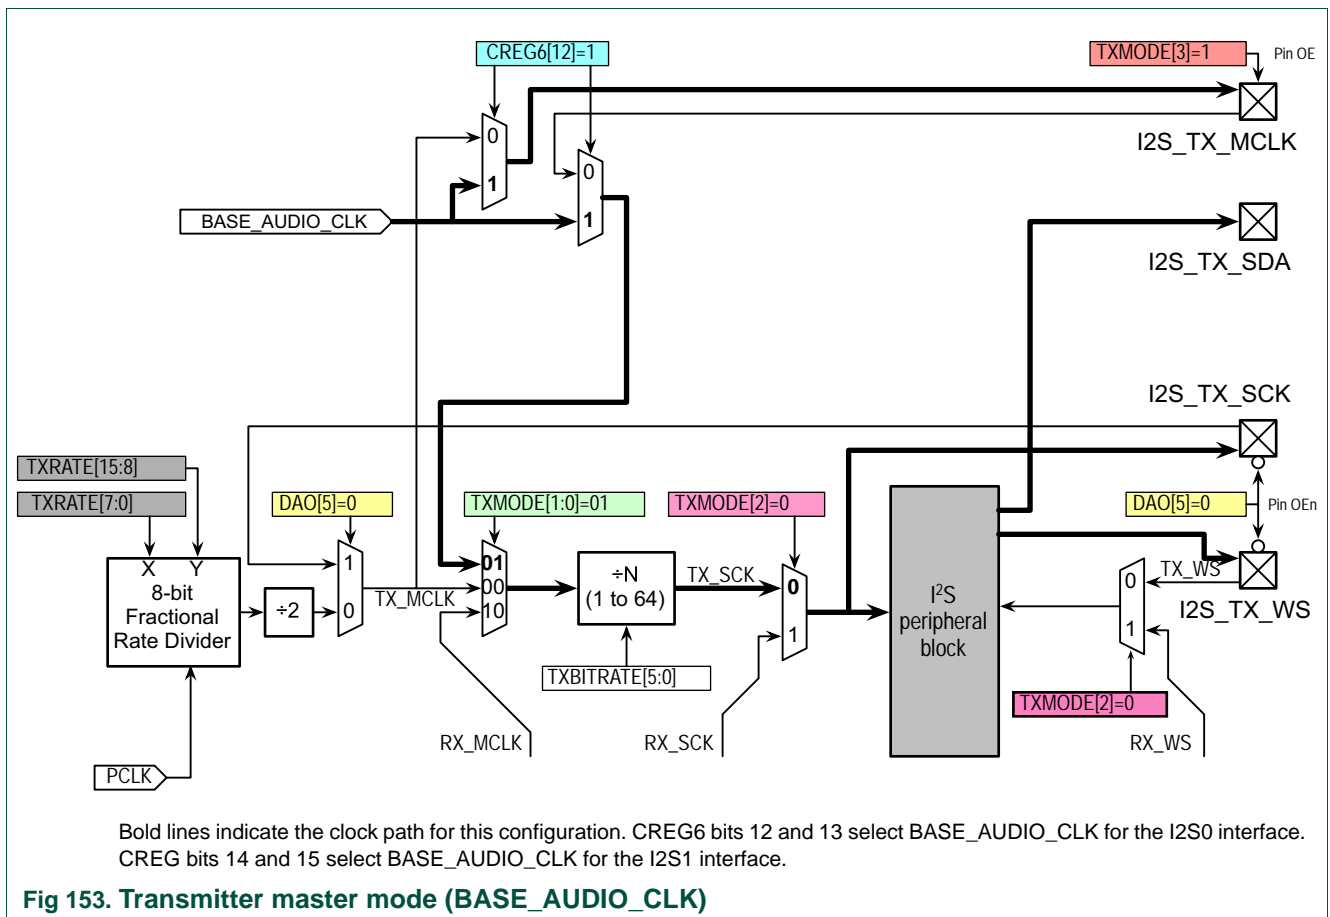 CREG6[12]=1
TXMODE[3]=1
Pin OE
0
1
I2S_TX_MCLK
0
1
BASE_AUDIO_CLK
I2S_TX_SDA
I2S_TX_SCK
TXRATE[15:8]
TXRATE[7:0]
DAO[5]=0
TXMODE[1:0]=01
TXMODE[2]=0
DAO[5]=0
Pin OEn
X Y
8-bit
Fractional
Rate Divider
÷2
1
0
TX_MCLK
01
00
10
÷N
(1 to 64)
TX_SCK
0
1
I²S
peripheral
block
0
1
TX_WS
I2S_TX_WS
TXBITRATE[5:0]
TXMODE[2]=0
RX_MCLK
RX_SCK
RX_WS
PCLK
Bold lines indicate the clock path for this configuration. CREG6 bits 12 and 13 select BASE_AUDIO_CLK for the I2S0 interface.
CREG bits 14 and 15 select BASE_AUDIO_CLK for the I2S1 interface.
Fig 153. Transmitter master mode (BASE_AUDIO_CLK)